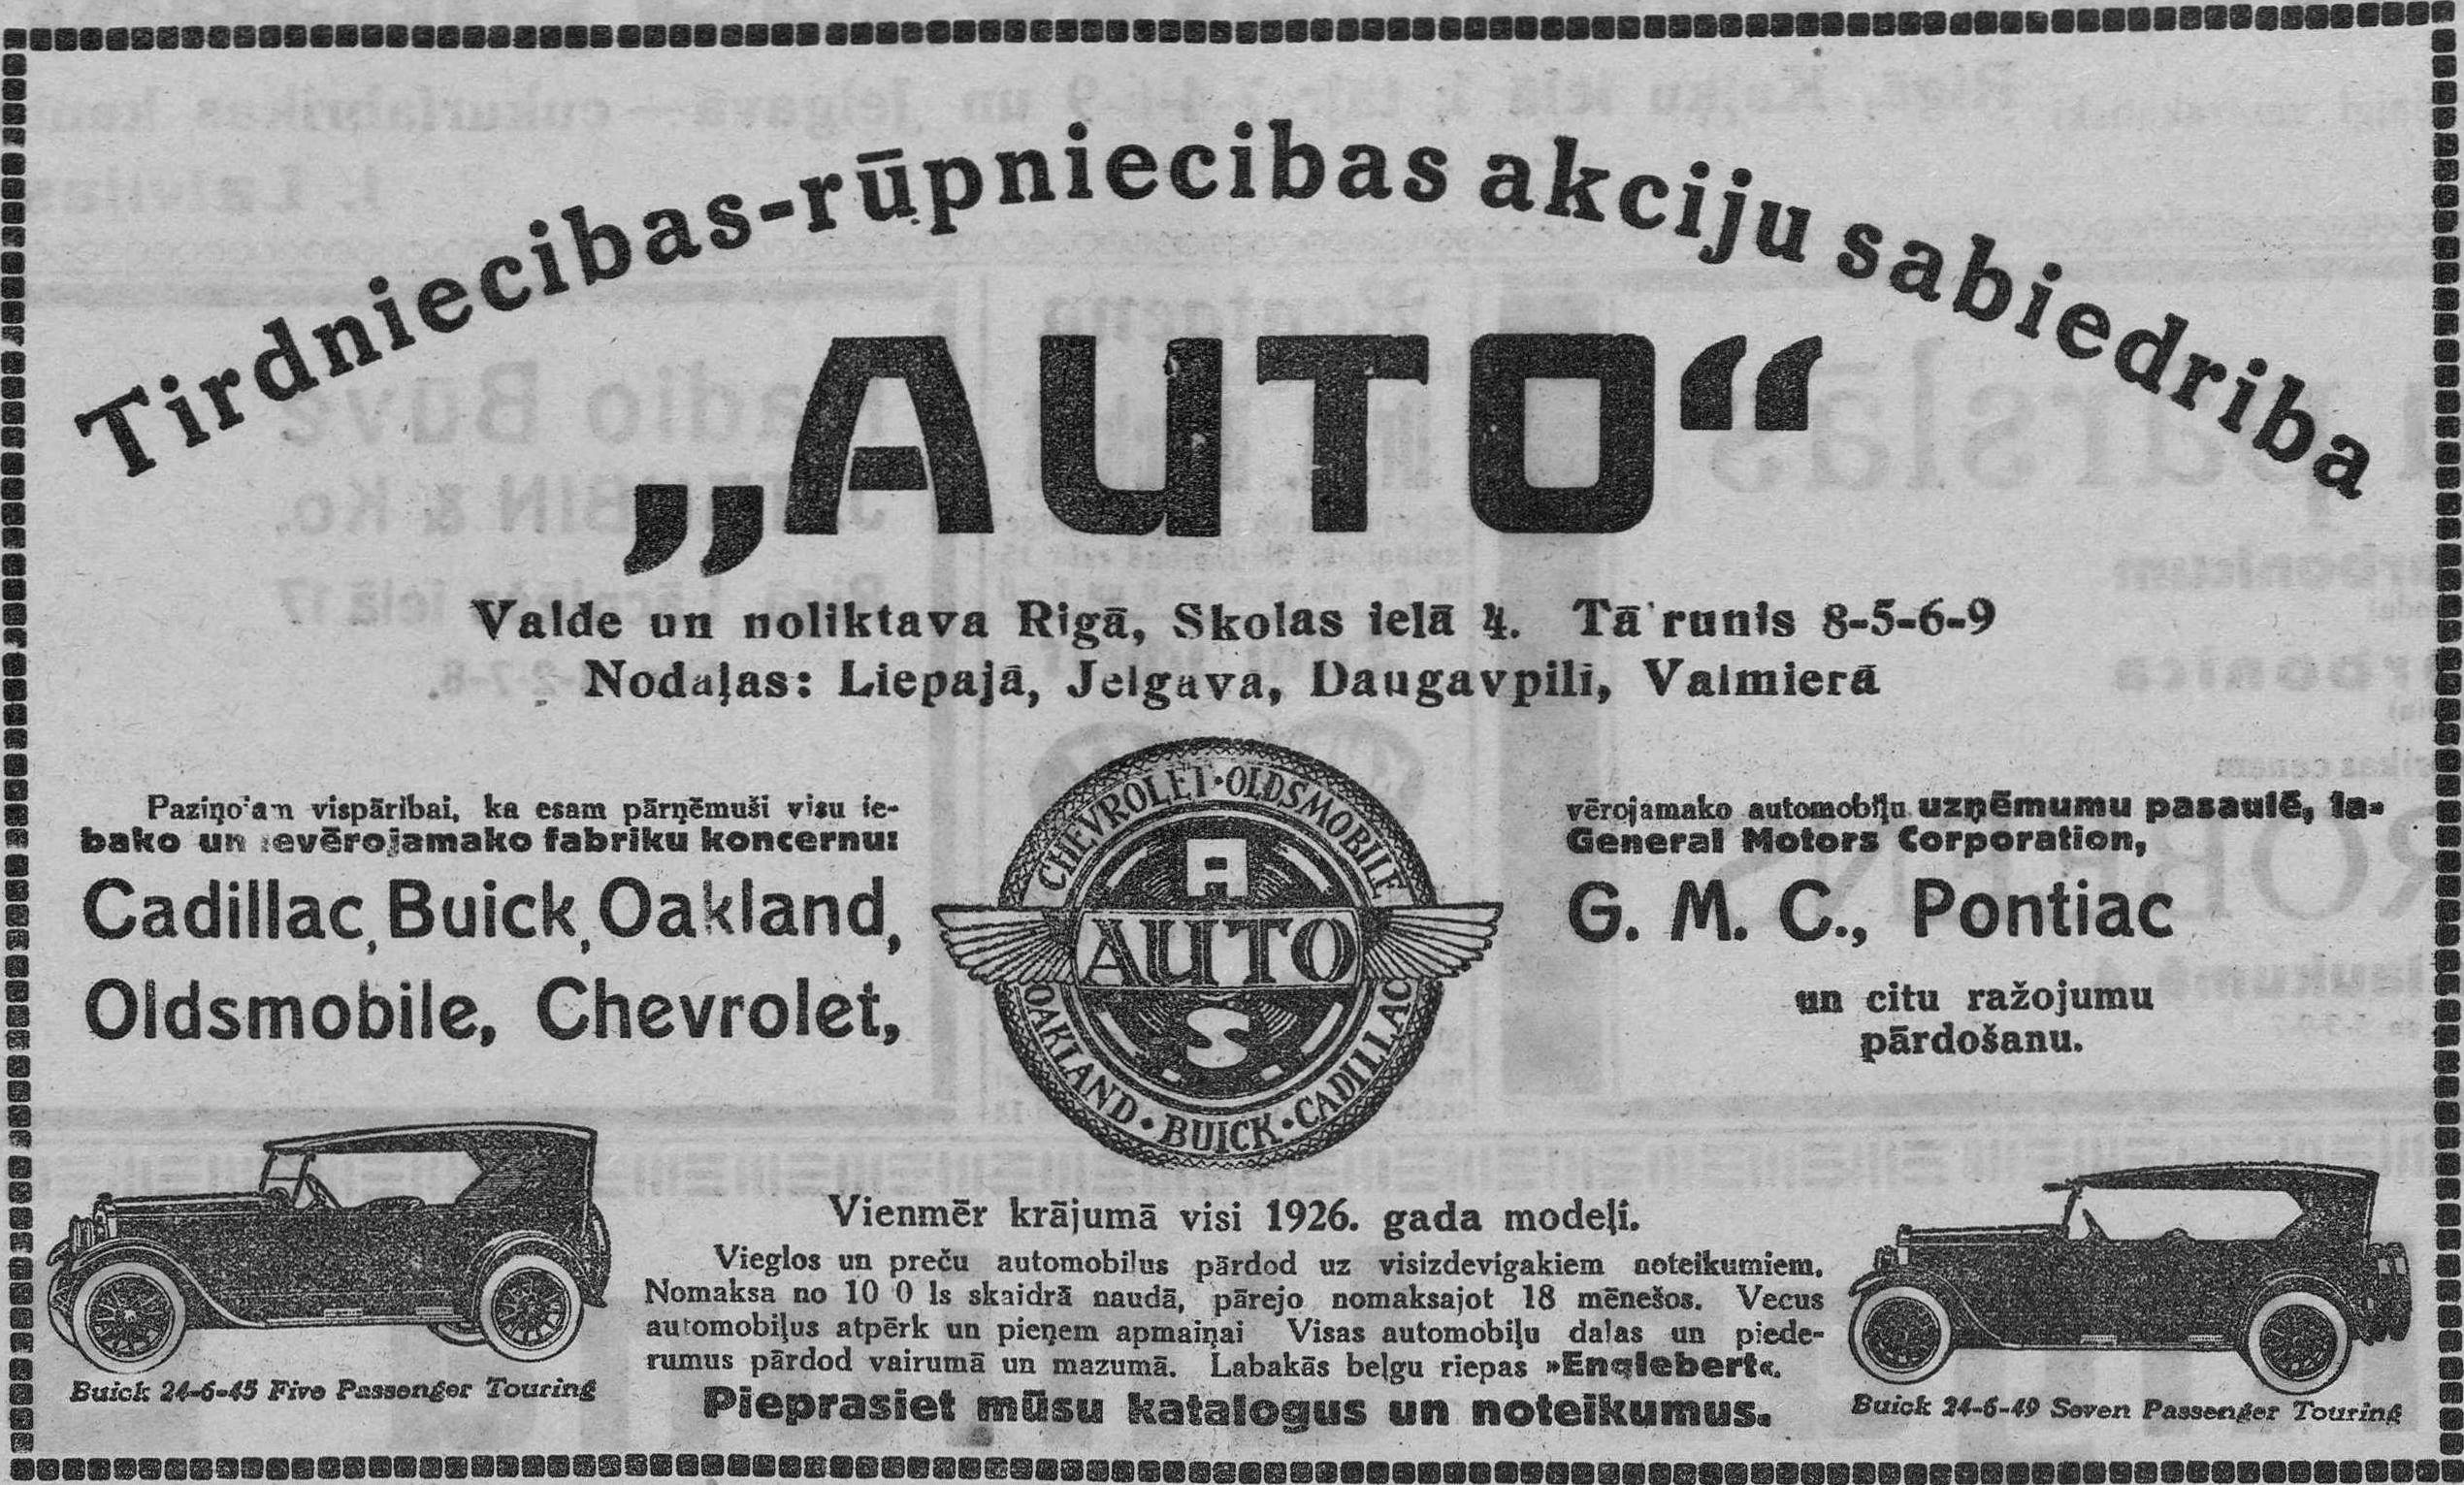 Tirdniecibas-rūpniecibas akciju sabiedriba
„AUTO“
Valde un noliktava Rigā, Skolas ielā 4. Tālrunis 8-5-6-9
Nodaļas: Liepajā, Jelgava, Daugavpili, Valmierā
Paziņojam vispāribai, ka esam pārņēmuši visu ie-
vērojamako automobiļu uzņēmumu pasaulē, la-
bako un ievērojamako fabriku koncernu:
General Motors Corporation,
Cadillac, Buick, Oakland,
G. M. C., Pontiac
Oldsmobile, Chevrolet,
un citu ražojumu
pārdošanu.
CHEVROLET·OLDSMOBILE
A
AUTO
S
OAKLAND·BUICK·CADILLAC
Vienmēr krājumā visi 1926. gada modeļi.
Vieglos un preču automobilus pārdod uz visizdevigakiem noteikumiem.
Nomaksa no 10 0 ls skaidrā naudā, pārejo nomaksajot 18 mēnešos. Vecus
automobiļus atpērk un pieņem apmaiņai Visas automobiļu daļas un piede-
rumus pārdod vairumā un mazumā. Labakās beļgu riepas »Englebert«.
Pieprasiet mūsu katalogus un noteikumus.
Buick 24-6-45 Five Passenger Touring
Buick 24-6-49 Seven Passenger Touring